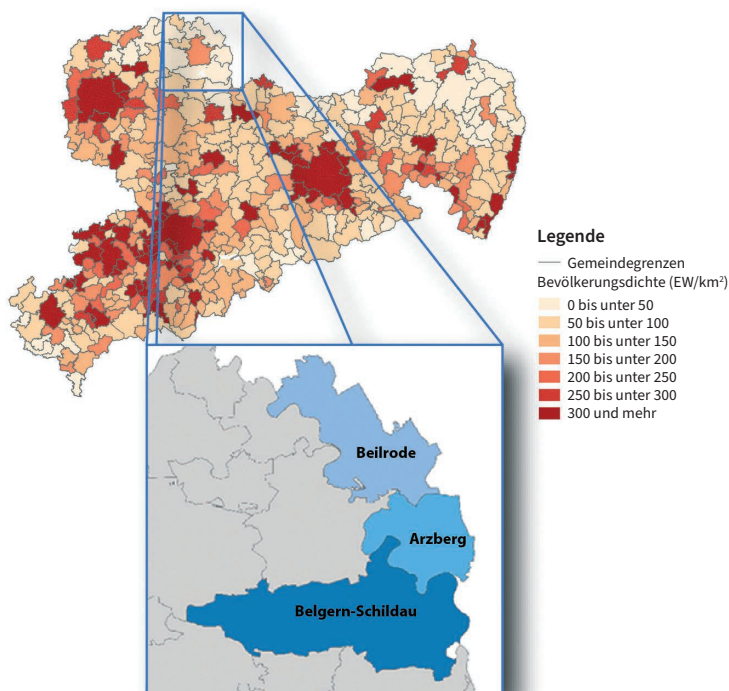 Legende
Gemeindegrenzen
Bevölkerungsdichte (EW/km²)
0 bis unter 50
50 bis unter 100
100 bis unter 150
150 bis unter 200
200 bis unter 250
250 bis unter 300
300 und mehr
Beilrode
Arzberg
Belgern-Schildau